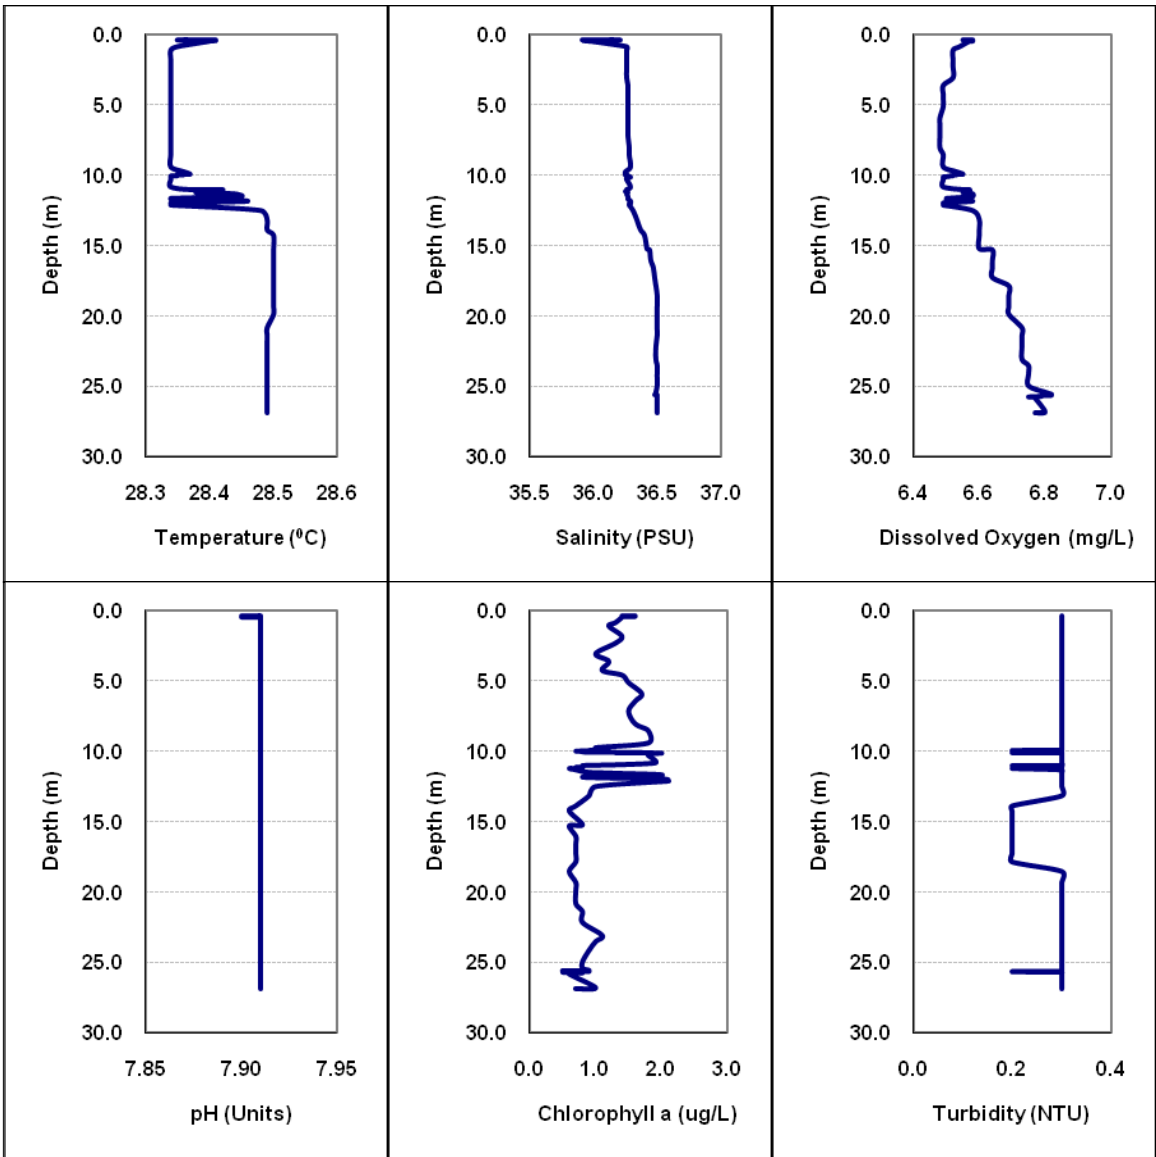 0.0
5.0
10.0
15.0
20.0
25.0
30.0
Depth (m)
28.3 28.4 28.5 28.6
Temperature (⁰C)
0.0
5.0
10.0
15.0
20.0
25.0
30.0
Depth (m)
35.5 36.0 36.5 37.0
Salinity (PSU)
0.0
5.0
10.0
15.0
20.0
25.0
30.0
Depth (m)
6.4 6.6 6.8 7.0
Dissolved Oxygen (mg/L)
0.0
5.0
10.0
15.0
20.0
25.0
30.0
Depth (m)
7.85 7.90 7.95
pH (Units)
0.0
5.0
10.0
15.0
20.0
25.0
30.0
Depth (m)
0.0 1.0 2.0 3.0
Chlorophyll a (ug/L)
0.0
5.0
10.0
15.0
20.0
25.0
30.0
Depth (m)
0.0 0.2 0.4
Turbidity (NTU)